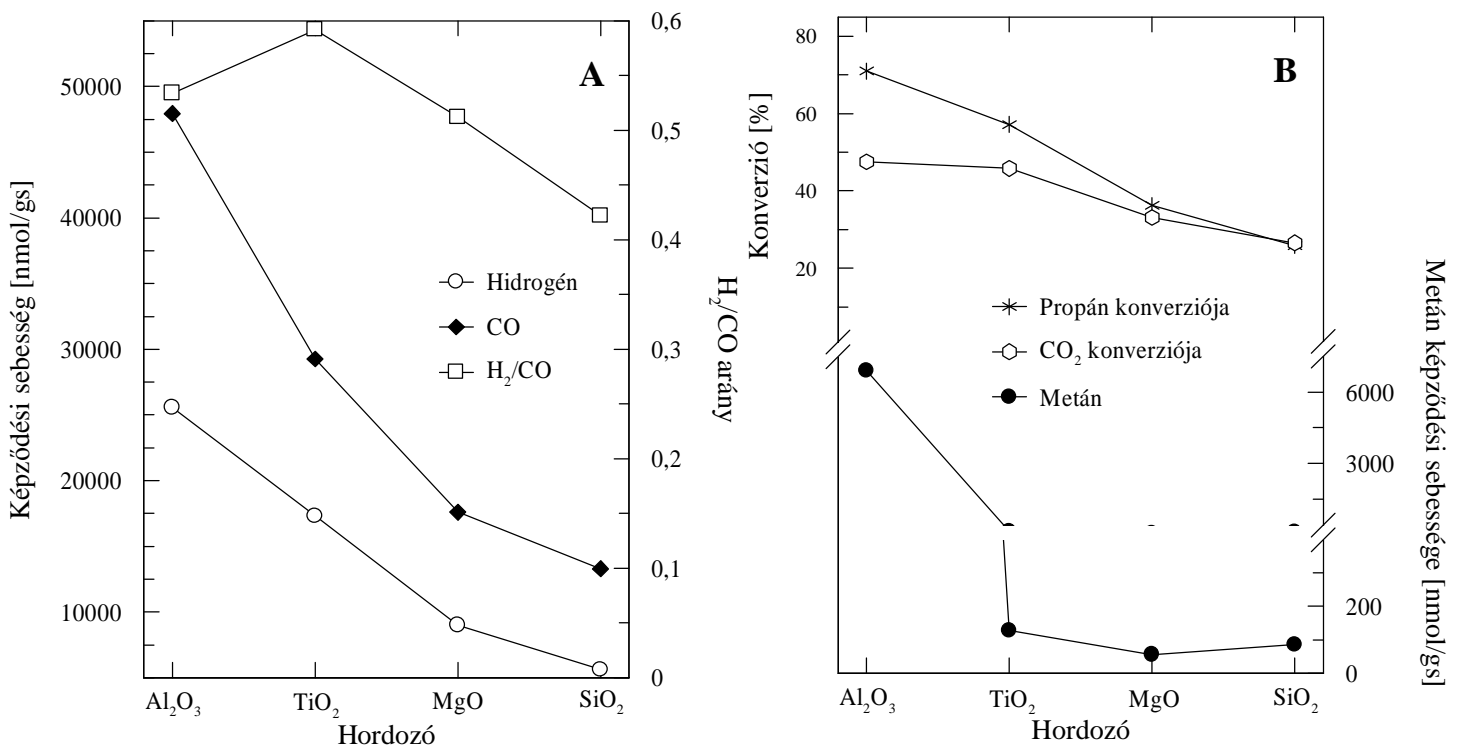 A
Képződési sebesség [nmol/gs]
50000
40000
30000
20000
10000
0,6
0,5
0,4
0,3
0,2
0,1
0
H₂/CO arány
Hidrogén
CO
H₂/CO
Al₂O₃
TiO₂
MgO
SiO₂
Hordozó
B
Konverzió [%]
80
60
40
20
Propán konverziója
CO₂ konverziója
Metán
6000
3000
200
0
Metán képződési sebessége [nmol/gs]
Al₂O₃
TiO₂
MgO
SiO₂
Hordozó